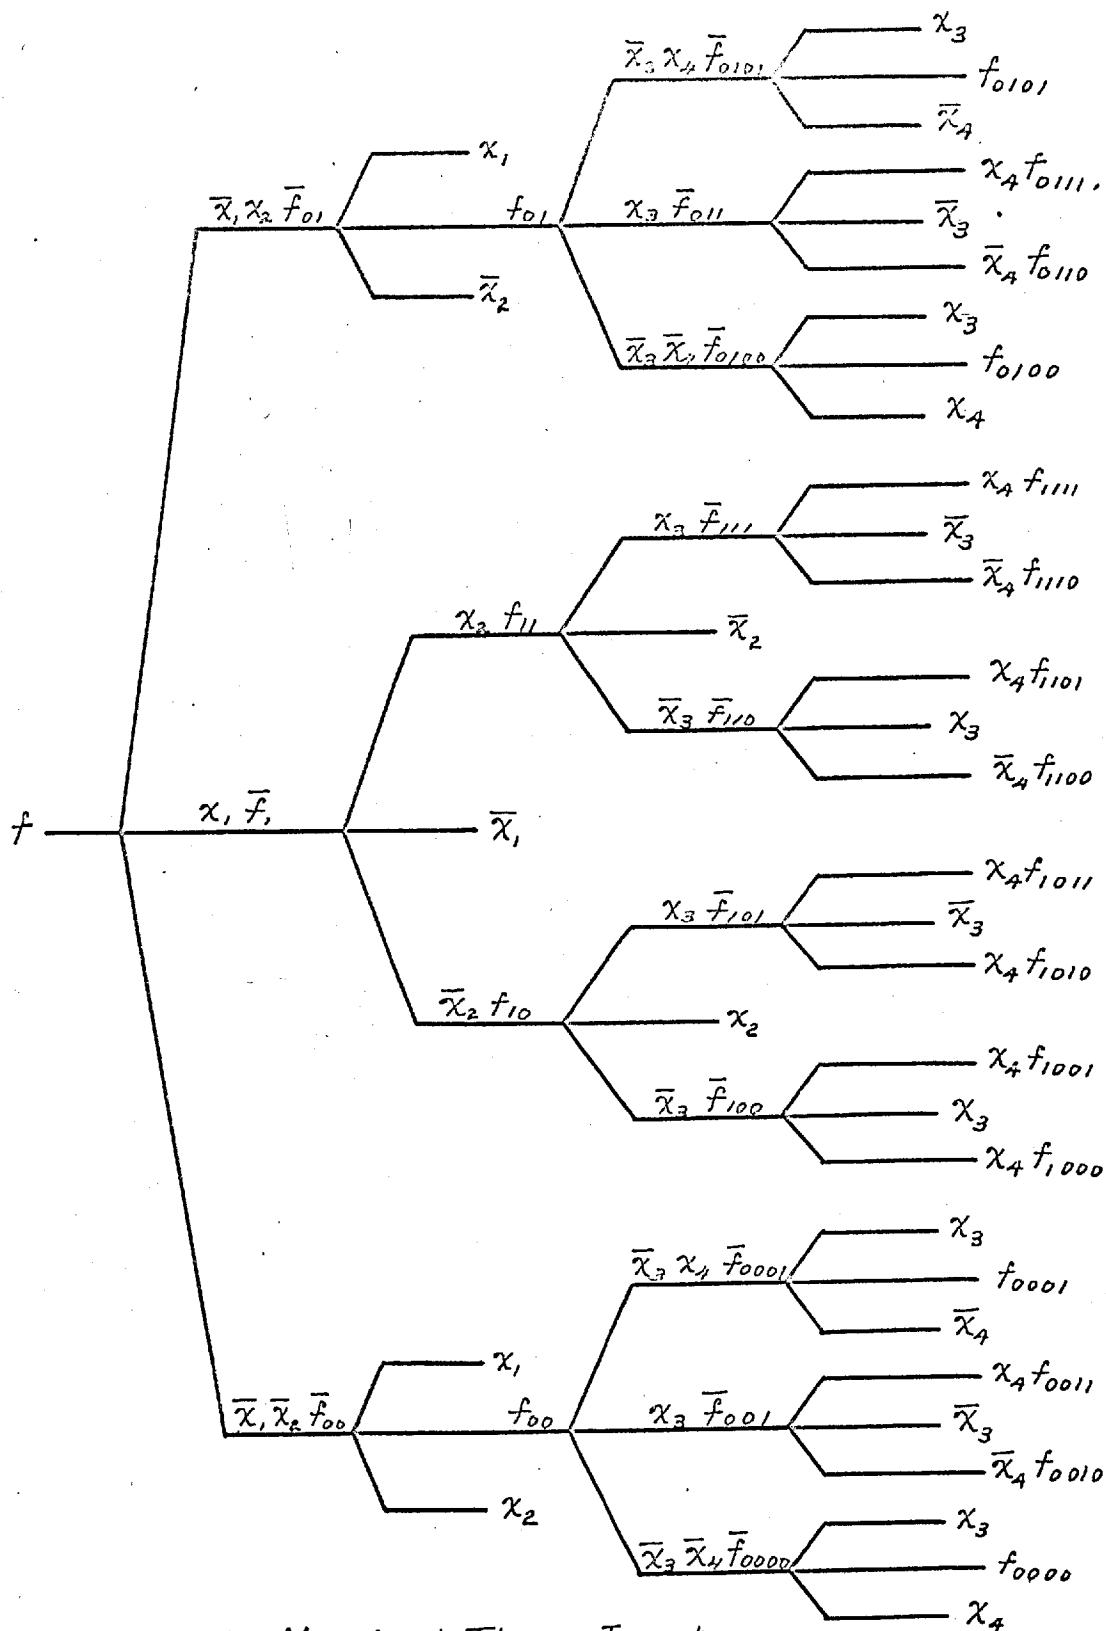 x₃
x̄₃ x₄ f̄₀₁₀₁
f₀₁₀₁
x̄₄
x₁
x₄ f₀₁₁₁.
x̄₁ x₂ f̄₀₁
f₀₁
x₃ f̄₀₁₁
x̄₃
x̄₄ f₀₁₁₀
x̄₂
x₃
x̄₃ x̄₄ f̄₀₁₀₀
f₀₁₀₀
x₄
x₄ f₁₁₁₁
x₃ f̄₁₁₁
x̄₃
x̄₄ f₁₁₁₀
x₂ f₁₁
x̄₂
x₄ f₁₁₀₁
x̄₃ f̄₁₁₀
x₃
x̄₄ f₁₁₀₀
f
x₁ f̄₁
x̄₁
x₄ f₁₀₁₁
x₃ f̄₁₀₁
x̄₃
x₄ f₁₀₁₀
x̄₂ f₁₀
x₂
x₄ f₁₀₀₁
x̄₃ f̄₁₀₀
x₃
x₄ f₁₀₀₀
x₃
x̄₃ x₄ f̄₀₀₀₁
f₀₀₀₁
x̄₄
x₁
x₄ f₀₀₁₁
x̄₁ x̄₂ f̄₀₀
f₀₀
x₃ f̄₀₀₁
x̄₃
x̄₄ f₀₀₁₀
x₂
x₃
x̄₃ x̄₄ f̄₀₀₀₀
f₀₀₀₀
x₄